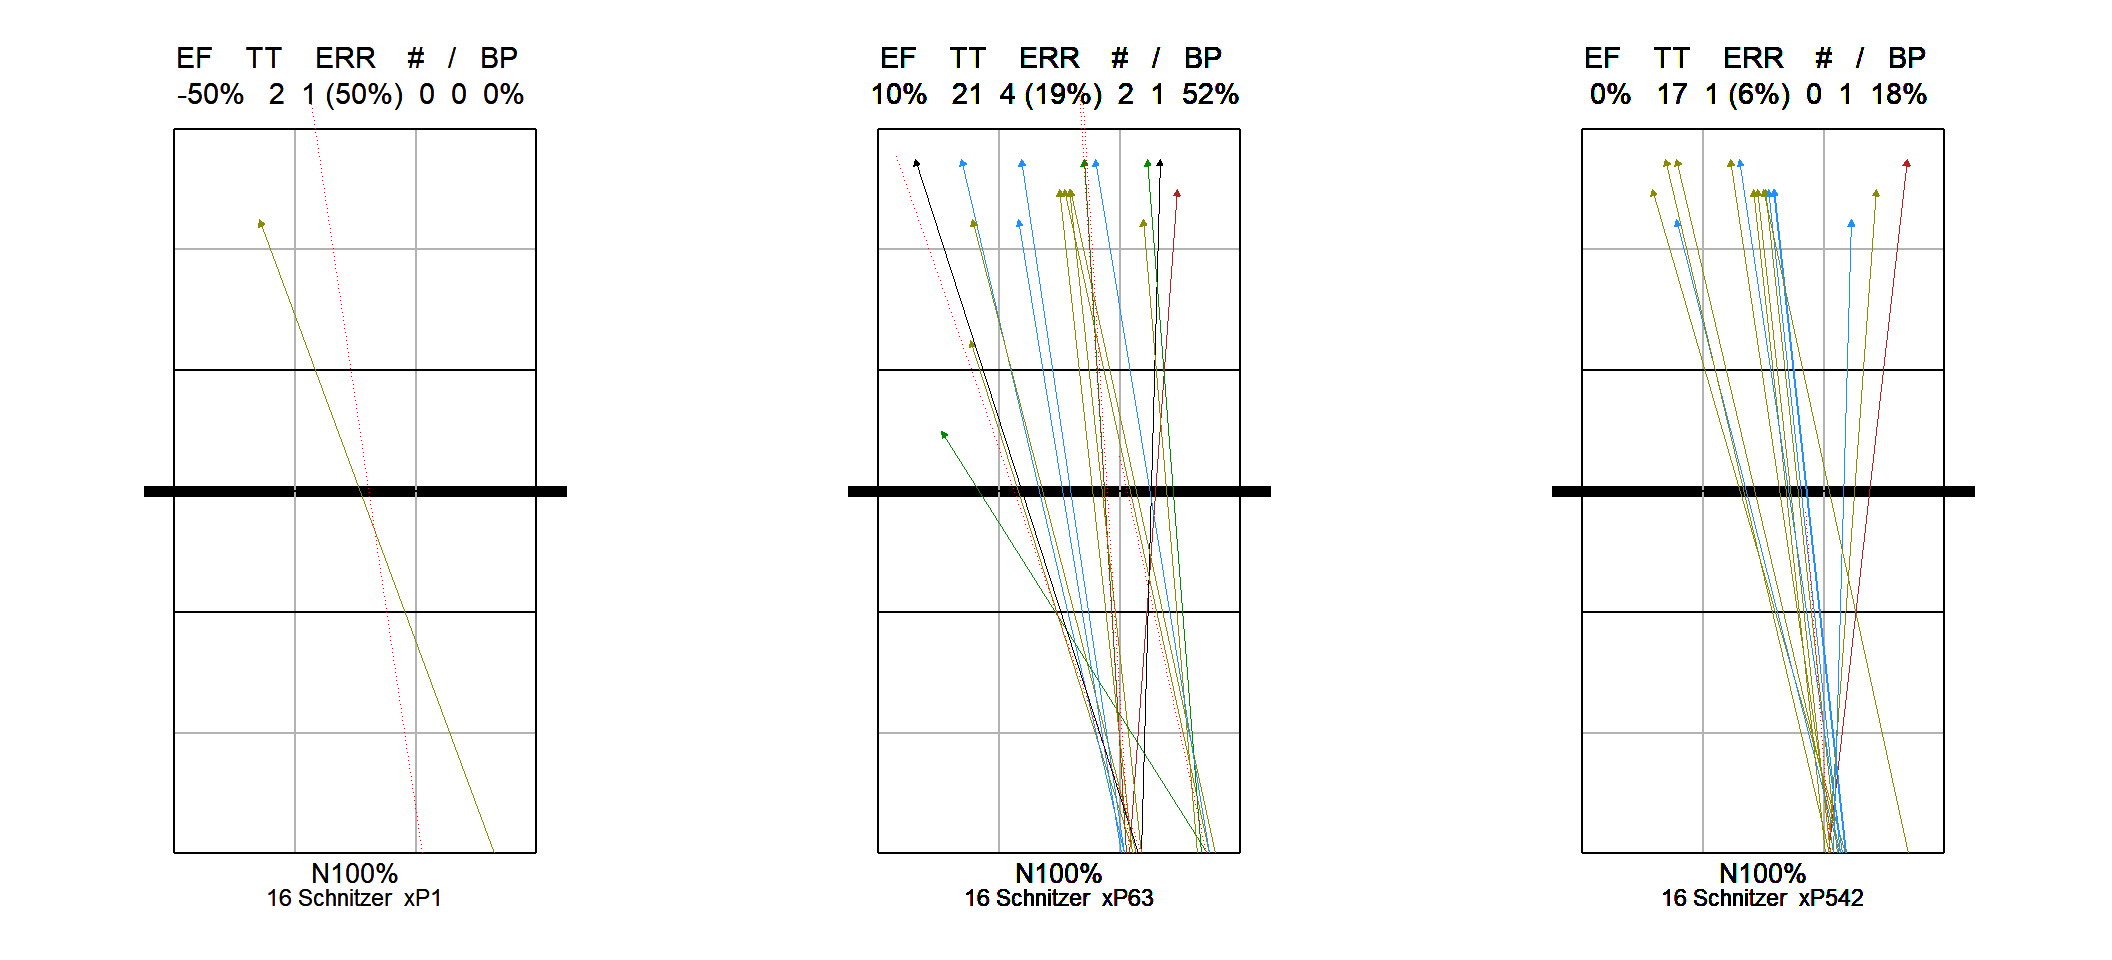 EF TT ERR # / BP
-50% 2 1 (50%) 0 0 0%
N100%
16 Schnitzer xP1
EF TT ERR # / BP
10% 21 4 (19%) 2 1 52%
N100%
16 Schnitzer xP63
EF TT ERR # / BP
0% 17 1 (6%) 0 1 18%
N100%
16 Schnitzer xP542